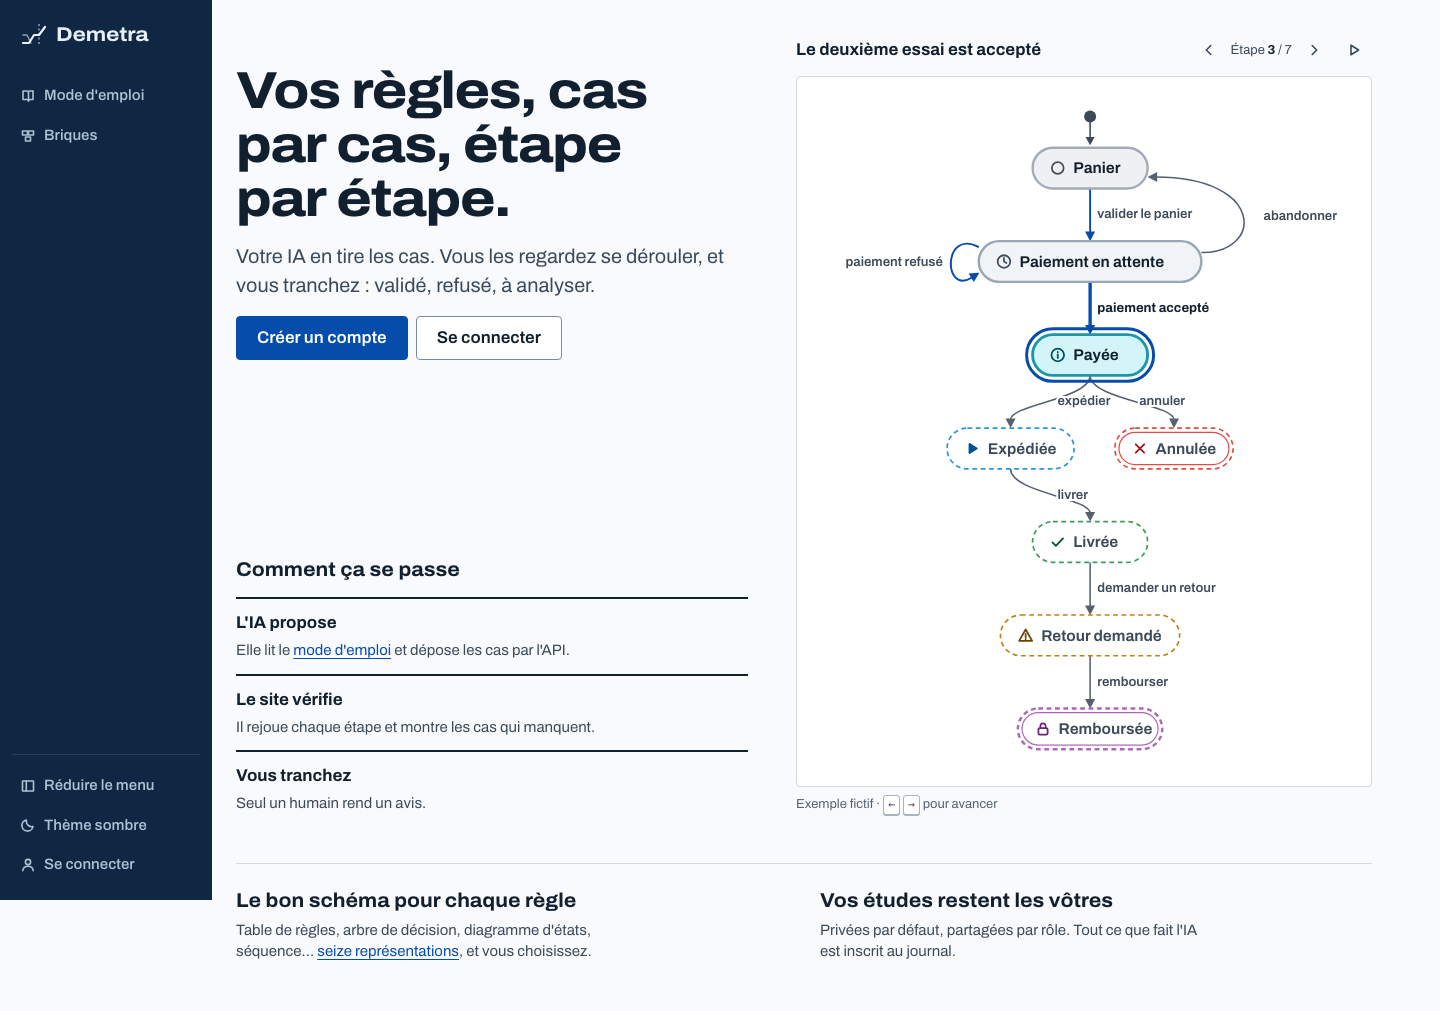 Demetra
Mode d'emploi
Briques
Réduire le menu
Thème sombre
Se connecter
Vos règles, cas
par cas, étape
par étape.
Votre IA en tire les cas. Vous les regardez se dérouler, et
vous tranchez : validé, refusé, à analyser.
Créer un compte
Se connecter
Comment ça se passe
L'IA propose
Elle lit le mode d'emploi et dépose les cas par l'API.
Le site vérifie
Il rejoue chaque étape et montre les cas qui manquent.
Vous tranchez
Seul un humain rend un avis.
Le deuxième essai est accepté
Étape 3 / 7
Panier
valider le panier
abandonner
paiement refusé
Paiement en attente
paiement accepté
Payée
expédier
annuler
Expédiée
Annulée
livrer
Livrée
demander un retour
Retour demandé
rembourser
Remboursée
Exemple fictif · ← → pour avancer
Le bon schéma pour chaque règle
Table de règles, arbre de décision, diagramme d'états,
séquence… seize représentations, et vous choisissez.
Vos études restent les vôtres
Privées par défaut, partagées par rôle. Tout ce que fait l'IA
est inscrit au journal.